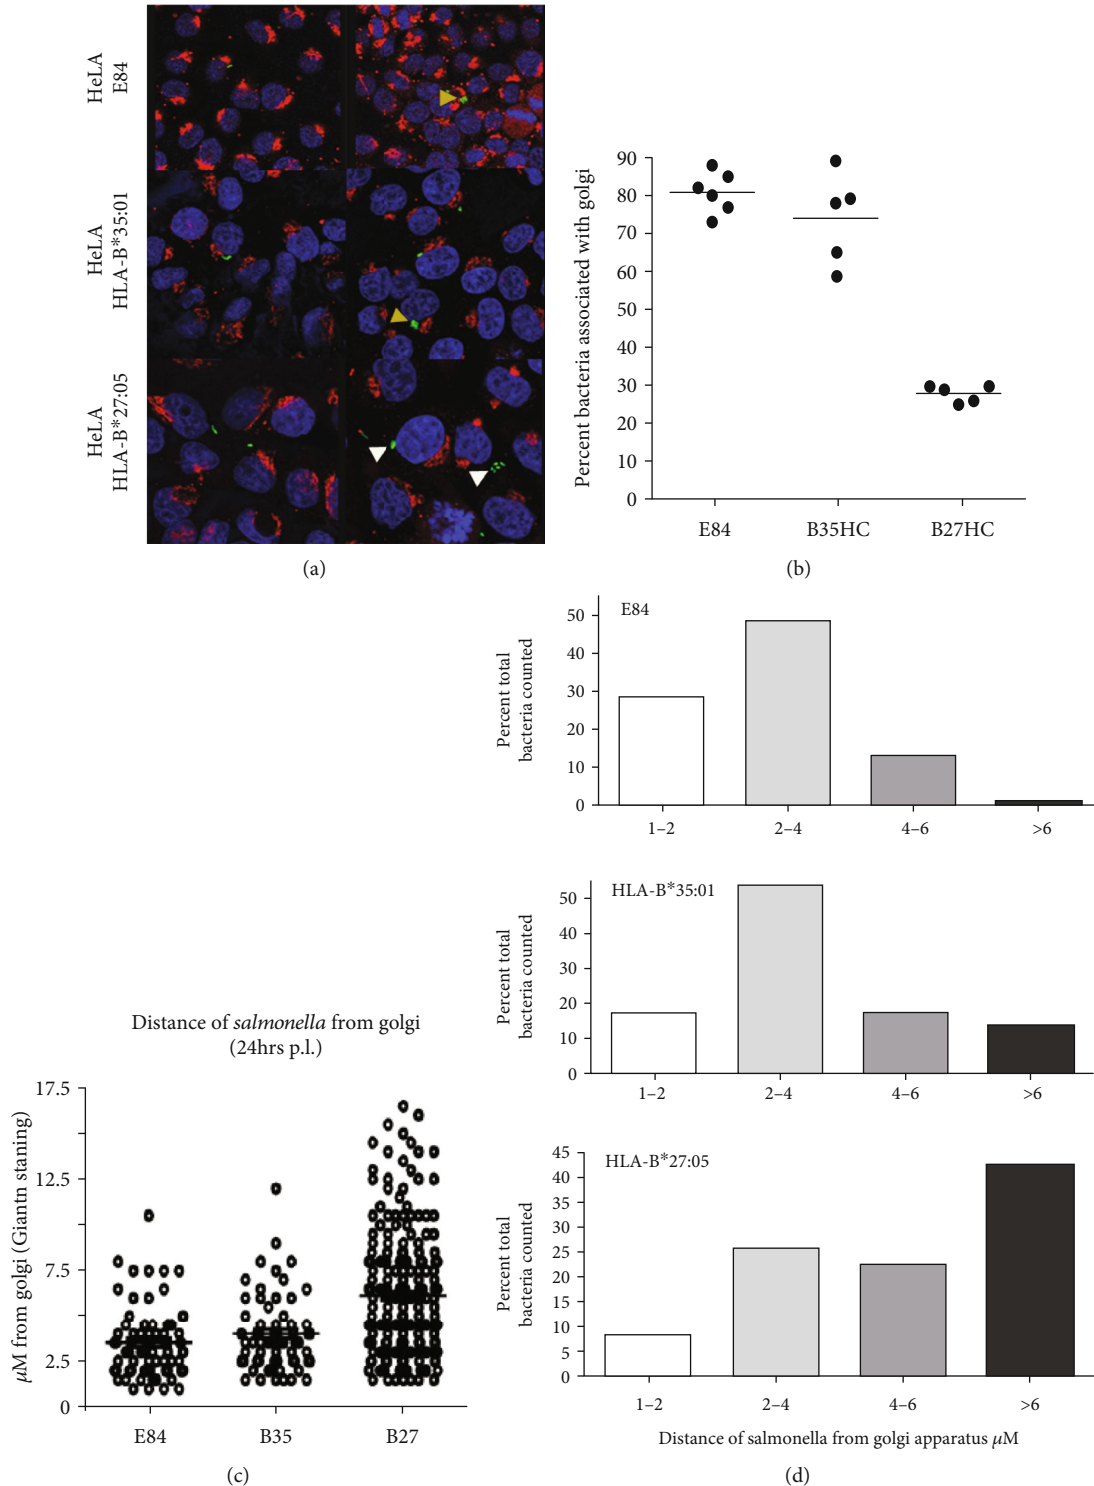 HeLA
E84
HeLA
HLA-B*35:01
HeLA
HLA-B*27:05
(a)
Percent bacteria associated with golgi
90
80
70
60
50
40
30
20
10
0
E84
B35HC
B27HC
(b)
Distance of salmonella from golgi
(24hrs p.l.)
µM from golgi (Giantn staning)
17.5
12.5
7.5
2.5
0
E84
B35
B27
(c)
E84
Percent total
bacteria counted
50
40
30
20
10
0
1–2
2–4
4–6
>6
HLA-B*35:01
Percent total
bacteria counted
50
40
30
20
10
0
1–2
2–4
4–6
>6
HLA-B*27:05
Percent total
bacteria counted
45
40
35
30
25
20
15
10
5
0
1–2
2–4
4–6
>6
Distance of salmonella from golgi apparatus µM
(d)